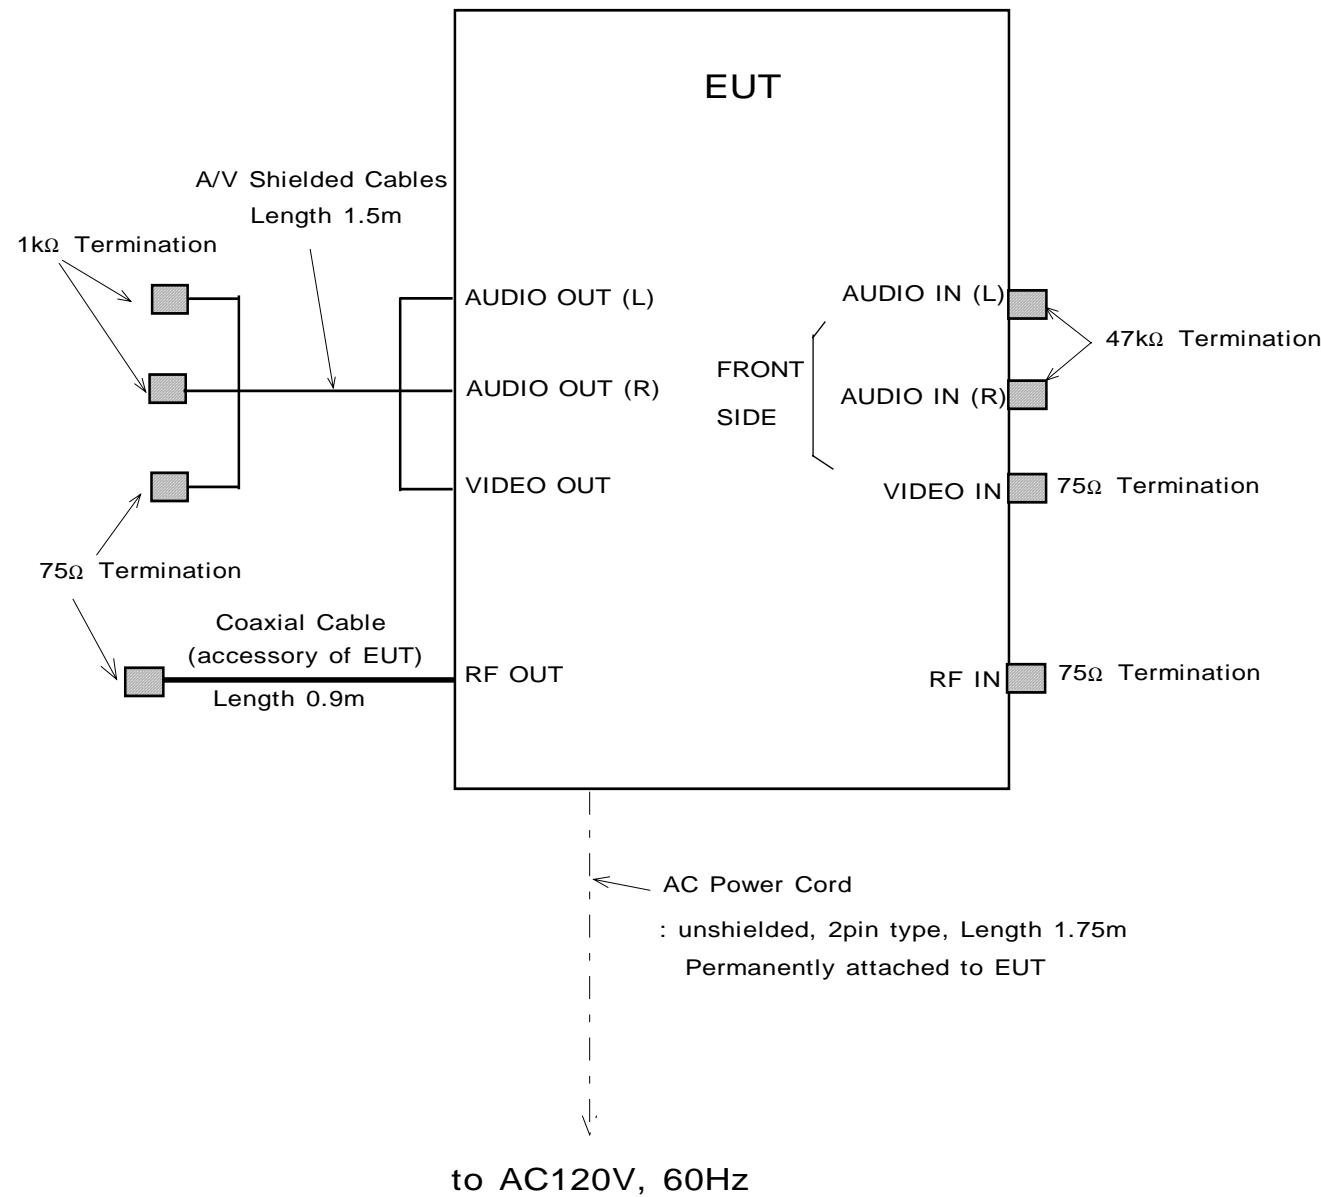 EUT
A/V Shielded Cables
Length 1.5m
1kΩ Termination
AUDIO OUT (L)
AUDIO IN (L)
47kΩ Termination
FRONT
SIDE
AUDIO OUT (R)
AUDIO IN (R)
VIDEO OUT
VIDEO IN
75Ω Termination
75Ω Termination
Coaxial Cable
(accessory of EUT)
Length 0.9m
RF OUT
RF IN
75Ω Termination
AC Power Cord
: unshielded, 2pin type, Length 1.75m
Permanently attached to EUT
to AC120V, 60Hz